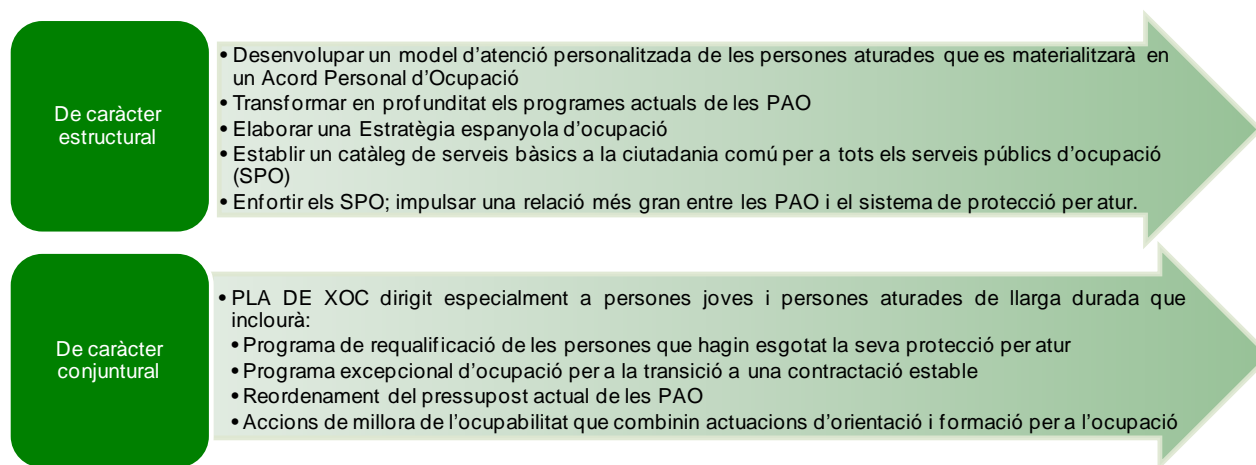 De caràcter
estructural
• Desenvolupar un model d’atenció personalitzada de les persones aturades que es materialitzarà en
un Acord Personal d’Ocupació
• Transformar en profunditat els programes actuals de les PAO
• Elaborar una Estratègia espanyola d’ocupació
• Establir un catàleg de serveis bàsics a la ciutadania comú per a tots els serveis públics d’ocupació
(SPO)
• Enfortir els SPO; impulsar una relació més gran entre les PAO i el sistema de protecció per atur.
De caràcter
conjuntural
• PLA DE XOC dirigit especialment a persones joves i persones aturades de llarga durada que
inclourà:
• Programa de requalificació de les persones que hagin esgotat la seva protecció per atur
• Programa excepcional d’ocupació per a la transició a una contractació estable
• Reordenament del pressupost actual de les PAO
• Accions de millora de l’ocupabilitat que combinin actuacions d’orientació i formació per a l’ocupació